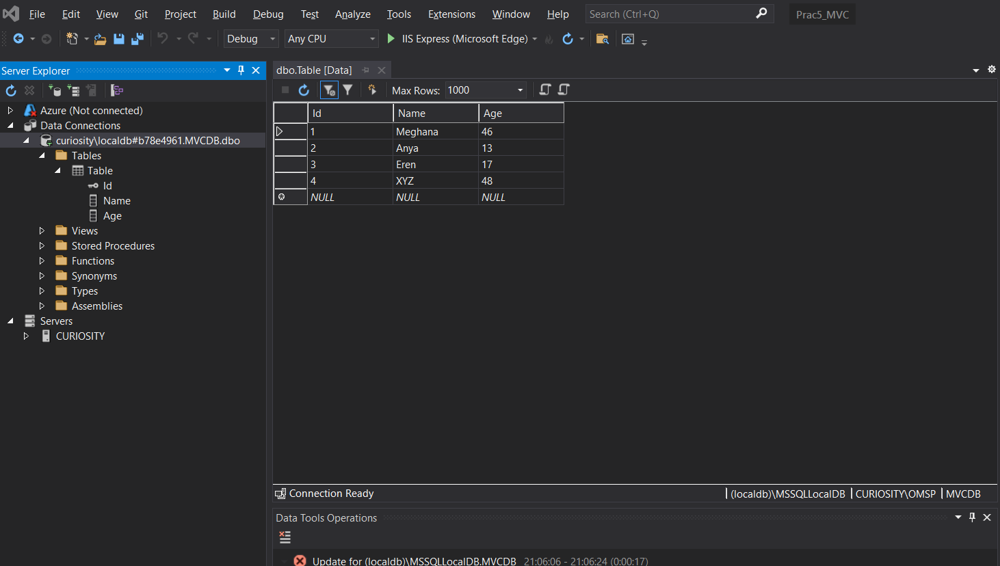 File Edit View Git Project Build Debug Test Analyze Tools Extensions Window Help Search (Ctrl+Q) Prac5_MVC
Debug Any CPU IIS Express (Microsoft Edge)
Server Explorer
Azure (Not connected)
Data Connections
curiosity\localdb#b78e4961.MVCDB.dbo
Tables
Table
Id
Name
Age
Views
Stored Procedures
Functions
Synonyms
Types
Assemblies
Servers
CURIOSITY
dbo.Table [Data]
Max Rows: 1000
Id Name Age
1 Meghana 46
2 Anya 13
3 Eren 17
4 XYZ 48
NULL NULL NULL
Connection Ready (localdb)\MSSQLLocalDB CURIOSITY\OMSP MVCDB
Data Tools Operations
Update for (localdb)\MSSQLLocalDB.MVCDB 21:06:06 - 21:06:24 (0:00:17)